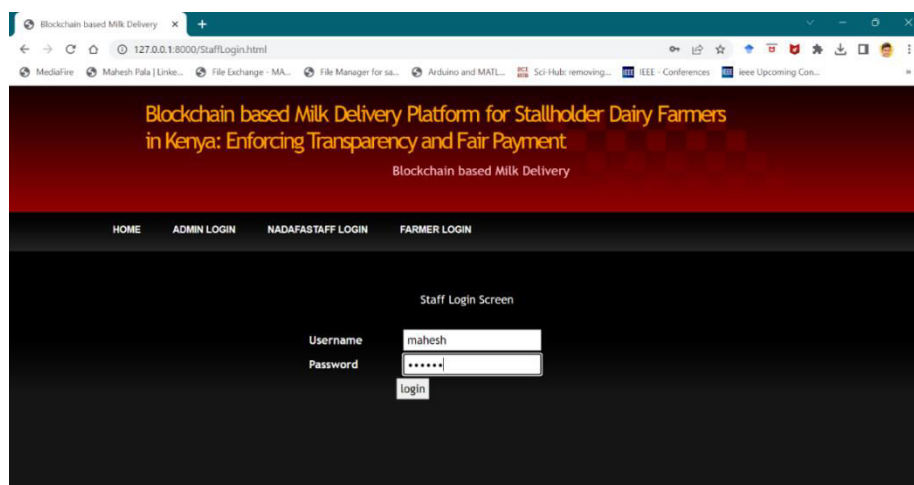 Blockchain based Milk Delivery
127.0.0.1:8000/StaffLogin.html
MediaFire Mahesh Pala | Linke... File Exchange - MA... File Manager for sa... Arduino and MATL... Sci-Hub: removing... IEEE - Conferences Ieee Upcoming Con...
Blockchain based Milk Delivery Platform for Stallholder Dairy Farmers
in Kenya: Enforcing Transparency and Fair Payment
Blockchain based Milk Delivery
HOME ADMIN LOGIN NADAFASTAFF LOGIN FARMER LOGIN
Staff Login Screen
Username mahesh
Password ••••••
login